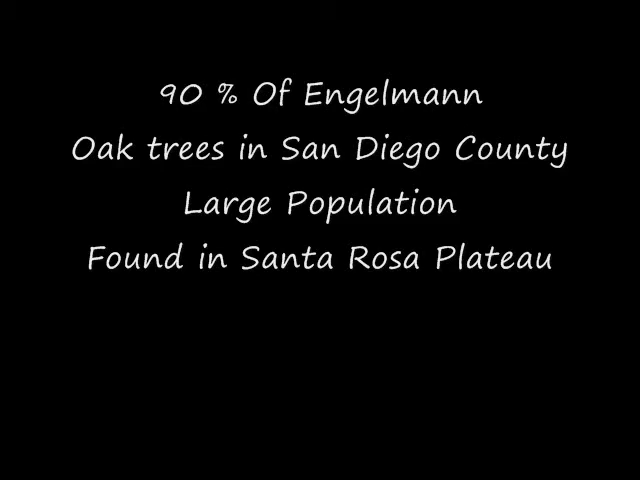 90 % Of Engelmann
Oak trees in San Diego County
Large Population
Found in Santa Rosa Plateau